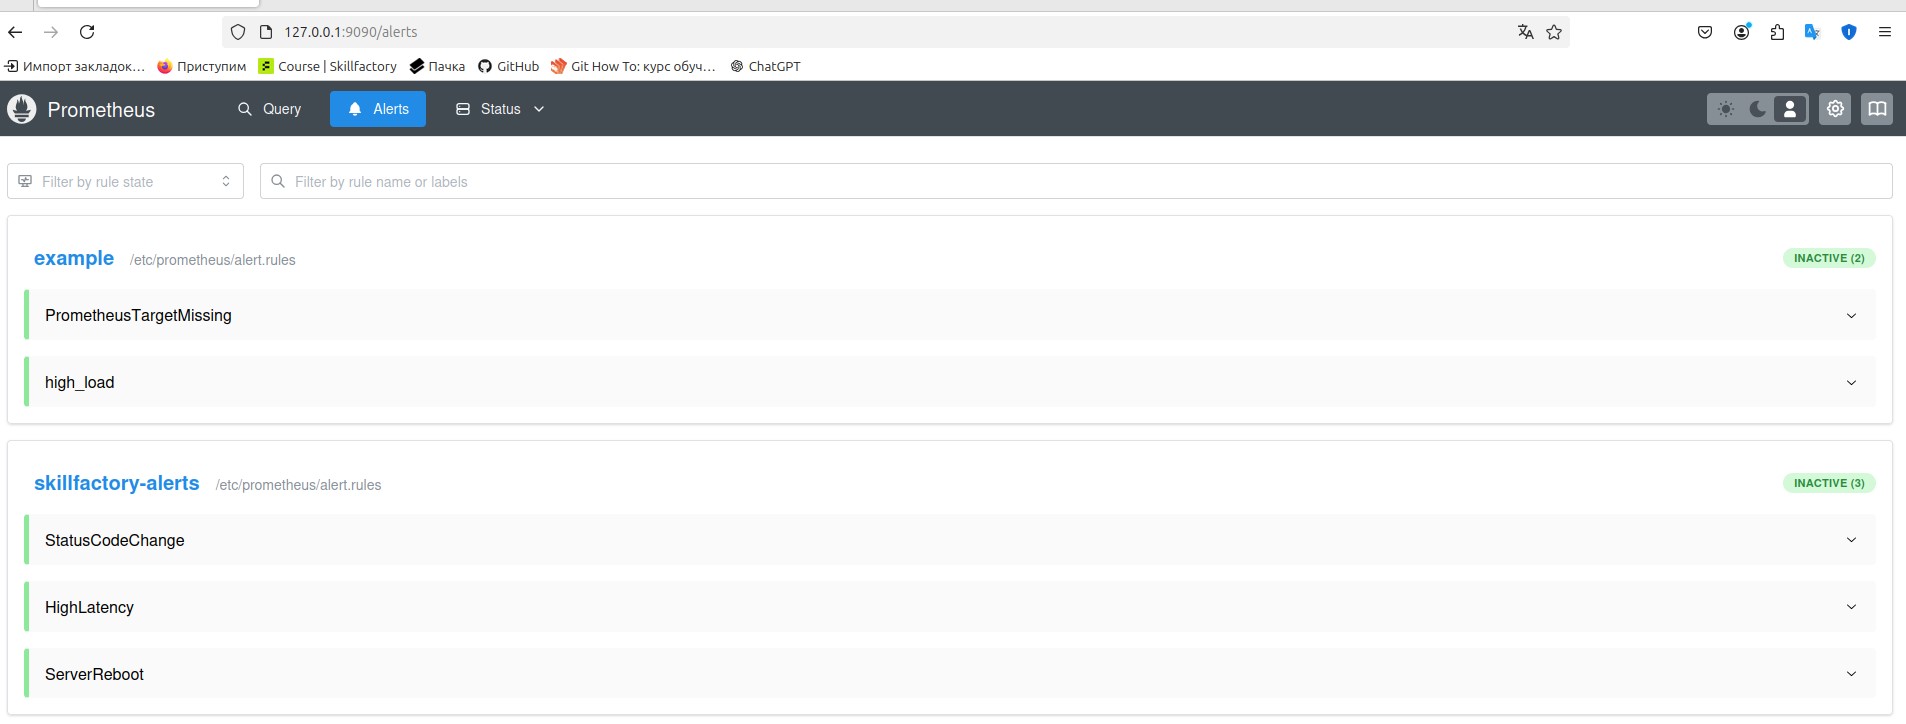 127.0.0.1:9090/alerts
Импорт закладок… Приступим Course | Skillfactory Пачка GitHub Git How To: курс обуч… ChatGPT
Prometheus Query Alerts Status
Filter by rule state Filter by rule name or labels
example /etc/prometheus/alert.rules INACTIVE (2)
PrometheusTargetMissing
high_load
skillfactory-alerts /etc/prometheus/alert.rules INACTIVE (3)
StatusCodeChange
HighLatency
ServerReboot